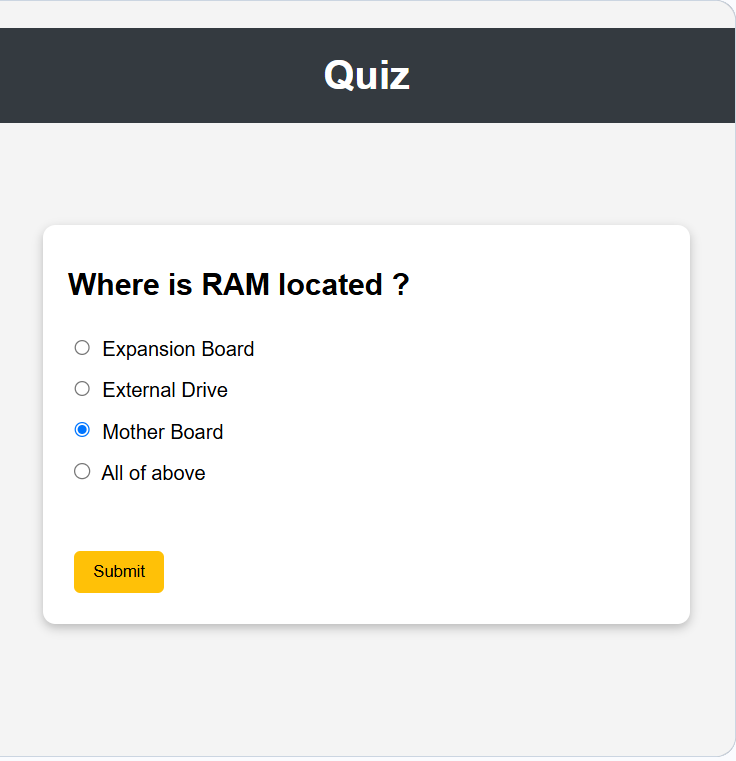 Quiz
Where is RAM located ?
Expansion Board
External Drive
Mother Board
All of above
Submit